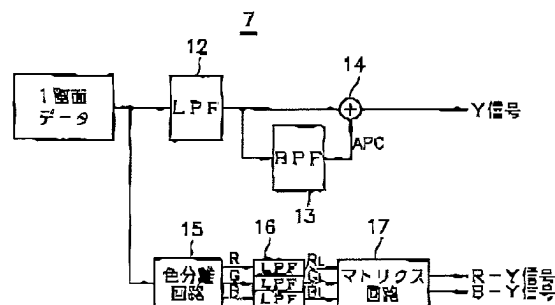 7
12
14
1画面
データ
LPF
Y信号
BPF
APC
13
15
16
17
色分離
回路
R
G
B
LPF
LPF
LPF
RL
GL
BL
マトリクス
回路
R-Y信号
B-Y信号